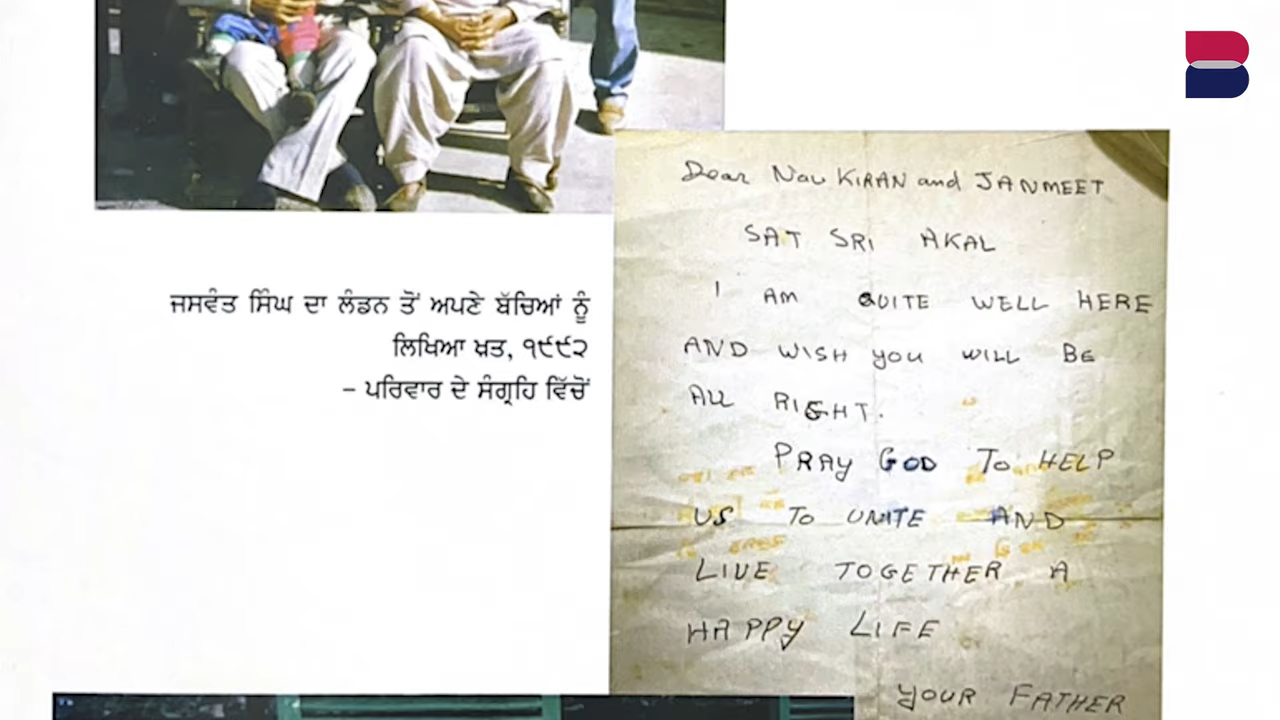 ਜਸਵੰਤ ਸਿੰਘ ਦਾ ਲੰਡਨ ਤੋਂ ਅਪਣੇ ਬੱਚਿਆਂ ਨੂੰ
ਲਿਖਿਆ ਖ਼ਤ, ੧੯੯੨
– ਪਰਿਵਾਰ ਦੇ ਸੰਗ੍ਰਹਿ ਵਿੱਚੋਂ
Dear Nav KIRAN and JANMEET
SAT SRI AKAL
I AM QUITE WELL HERE
AND WISH you WILL BE
ALL RIGHT.
PRAY GOD TO HELP
US TO UNITE AND
LIVE TOGETHER A
HAPPY LIFE
YOUR FATHER